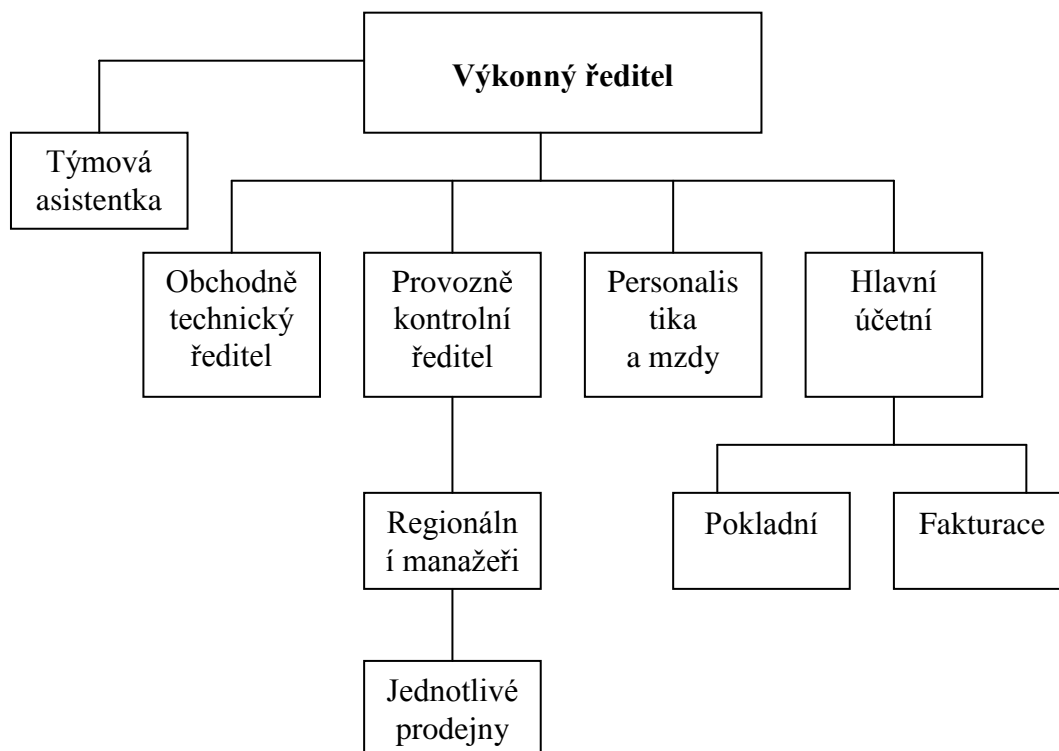 Výkonný ředitel
Týmová
asistentka
Obchodně
technický
ředitel
Provozně
kontrolní
ředitel
Personalis
tika
a mzdy
Hlavní
účetní
Regionáln
í manažeři
Pokladní
Fakturace
Jednotlivé
prodejny